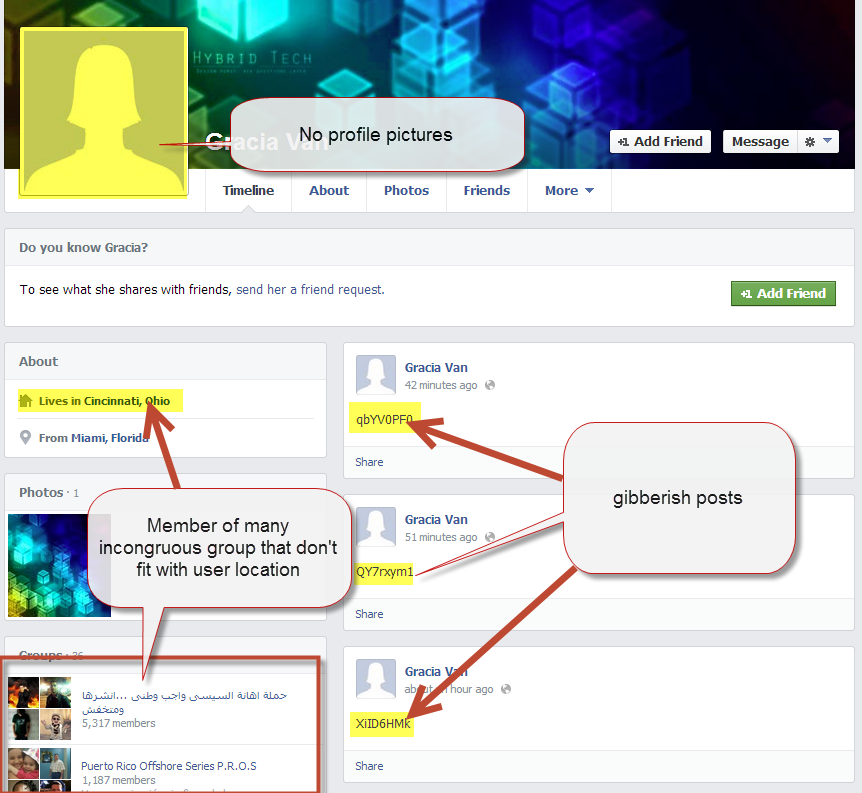 HYBRID TECH
Gracia Van
No profile pictures
+1 Add Friend
Message
Timeline
About
Photos
Friends
More
Do you know Gracia?
To see what she shares with friends, send her a friend request.
+1 Add Friend
About
Lives in Cincinnati, Ohio
From Miami, Florida
Photos · 1
Member of many
incongruous group that don't
fit with user location
Groups · 36
حملة اهانة السيسى واجب وطنى ...انشرها
ومتخفش
5,317 members
Puerto Rico Offshore Series P.R.O.S
1,187 members
Gracia Van
42 minutes ago
qbYV0PF0
Share
gibberish posts
Gracia Van
51 minutes ago
QY7rxym1
Share
Gracia Van
about an hour ago
XiID6HMk
Share